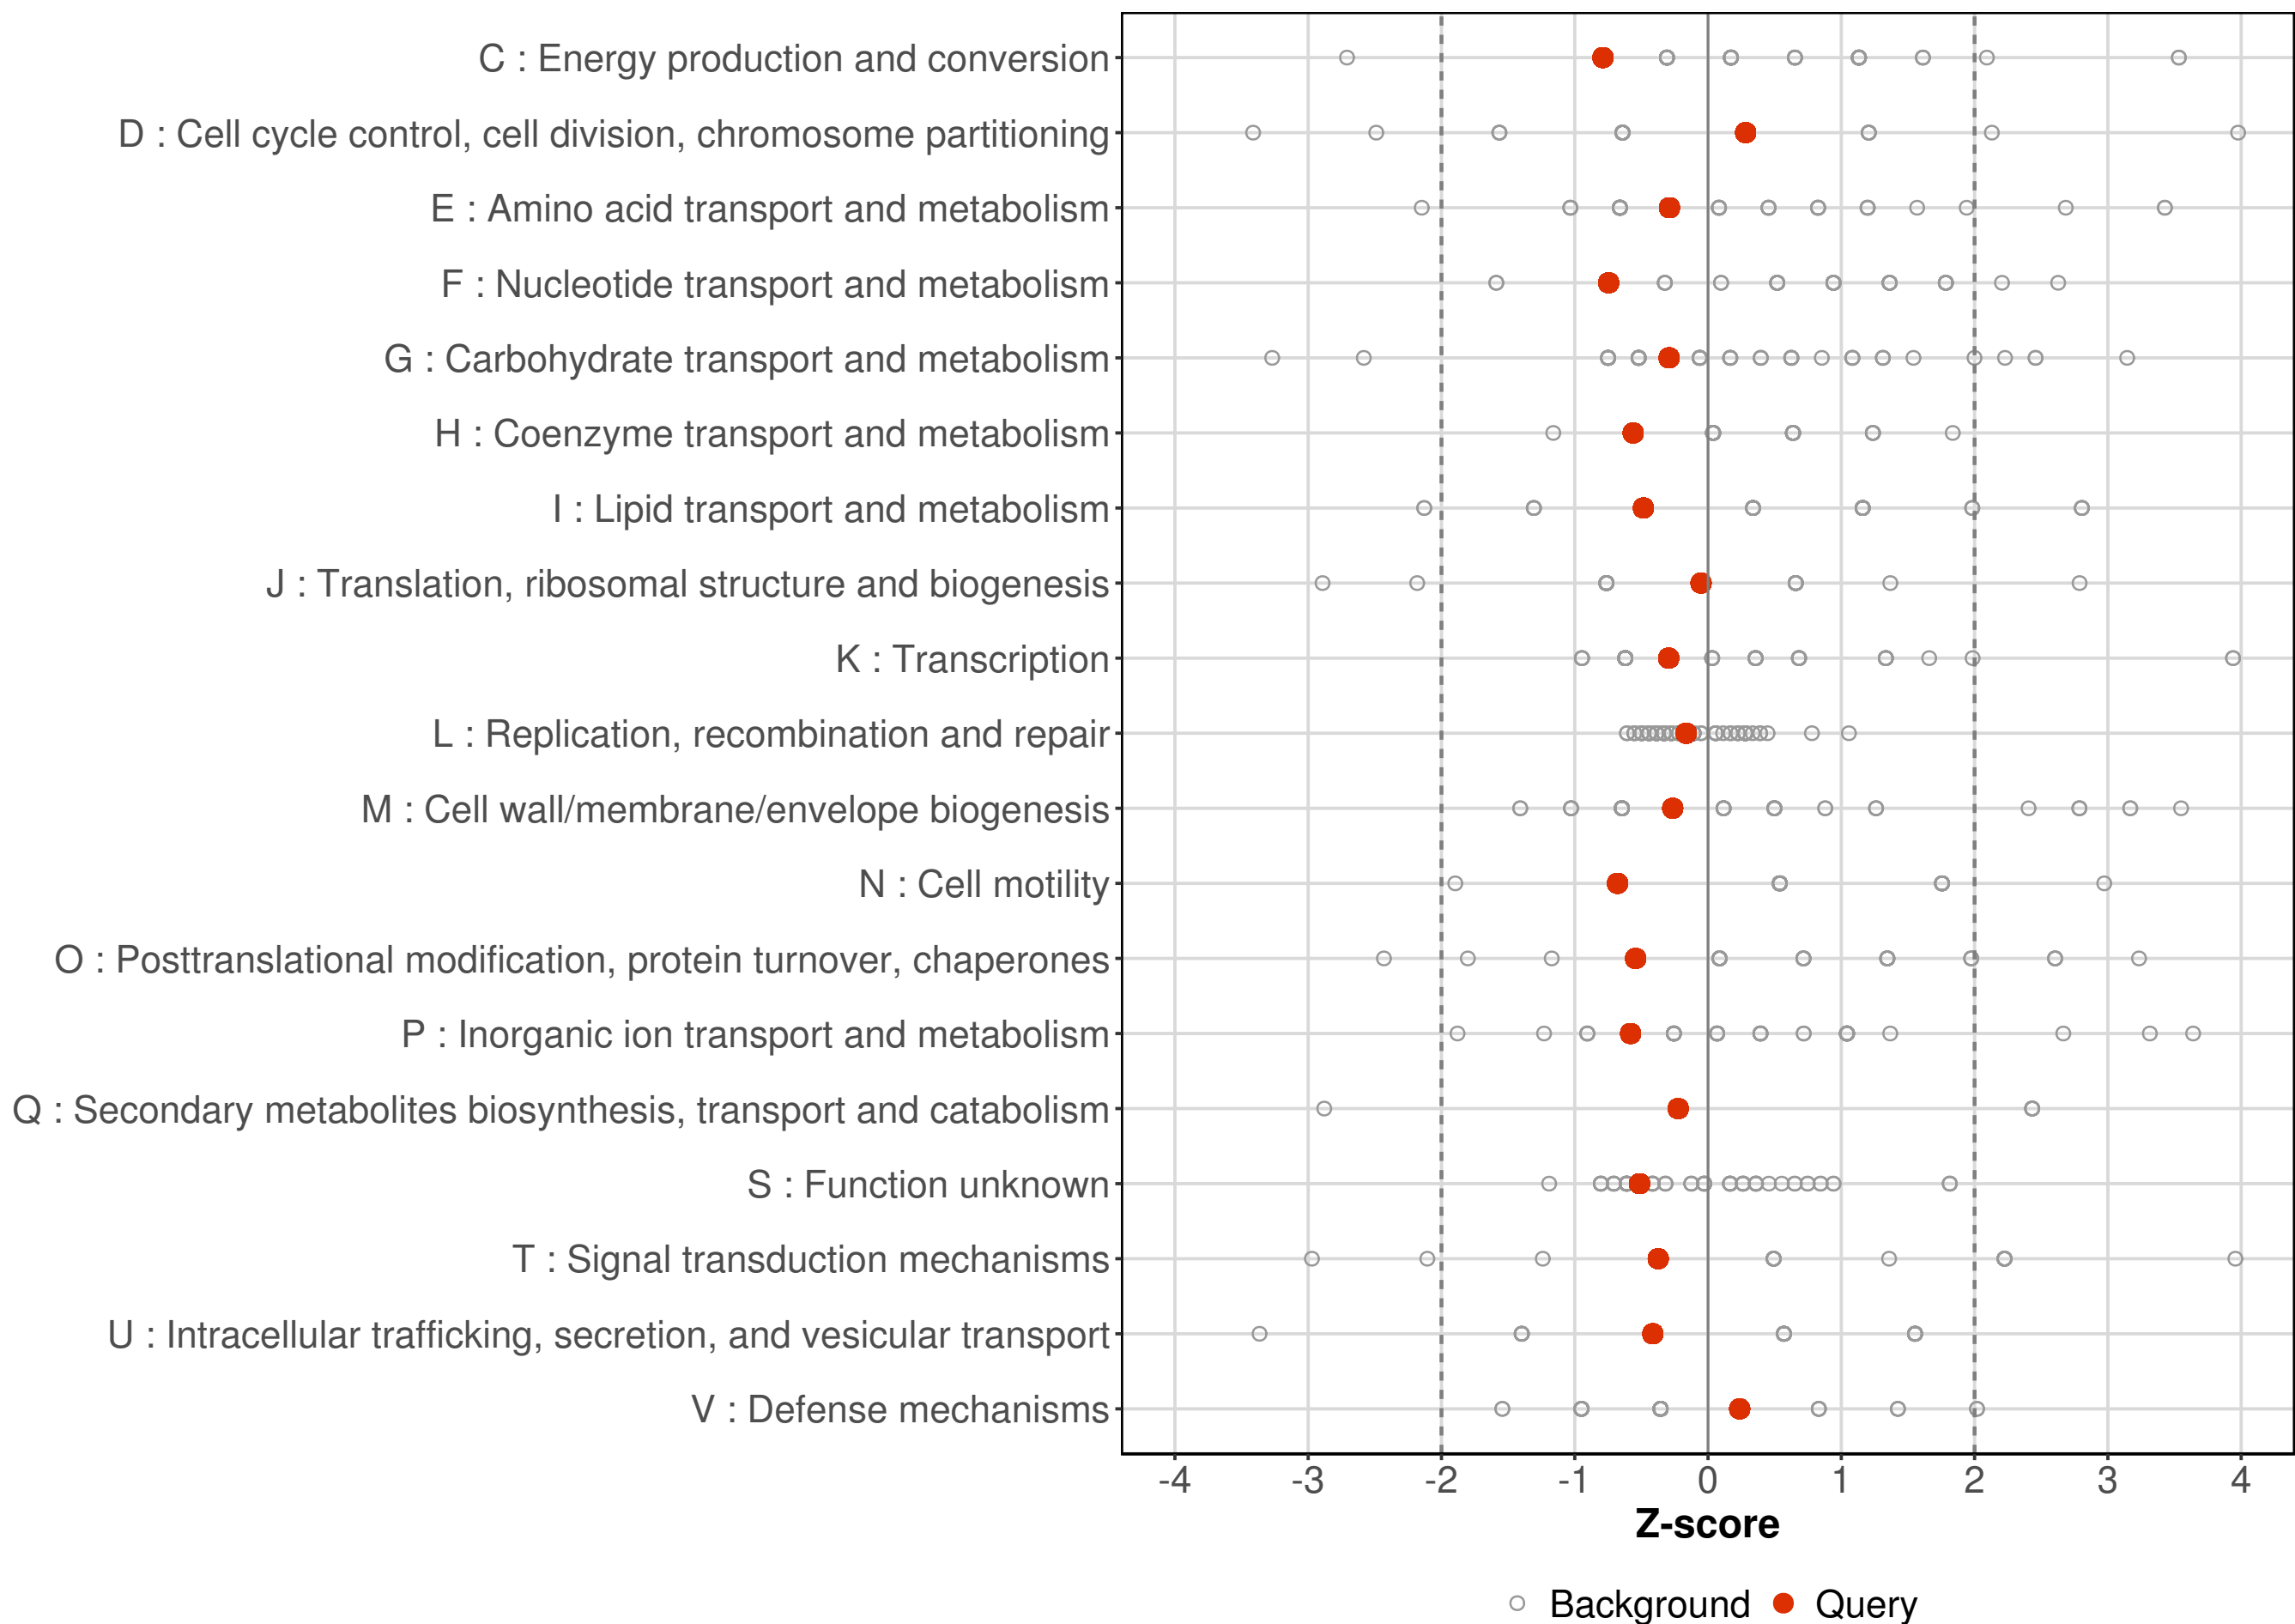 C : Energy production and conversion
D : Cell cycle control, cell division, chromosome partitioning
E : Amino acid transport and metabolism
F : Nucleotide transport and metabolism
G : Carbohydrate transport and metabolism
H : Coenzyme transport and metabolism
I : Lipid transport and metabolism
J : Translation, ribosomal structure and biogenesis
K : Transcription
L : Replication, recombination and repair
M : Cell wall/membrane/envelope biogenesis
N : Cell motility
O : Posttranslational modification, protein turnover, chaperones
P : Inorganic ion transport and metabolism
Q : Secondary metabolites biosynthesis, transport and catabolism
S : Function unknown
T : Signal transduction mechanisms
U : Intracellular trafficking, secretion, and vesicular transport
V : Defense mechanisms
-4 -3 -2 -1 0 1 2 3 4
Z-score
Background Query